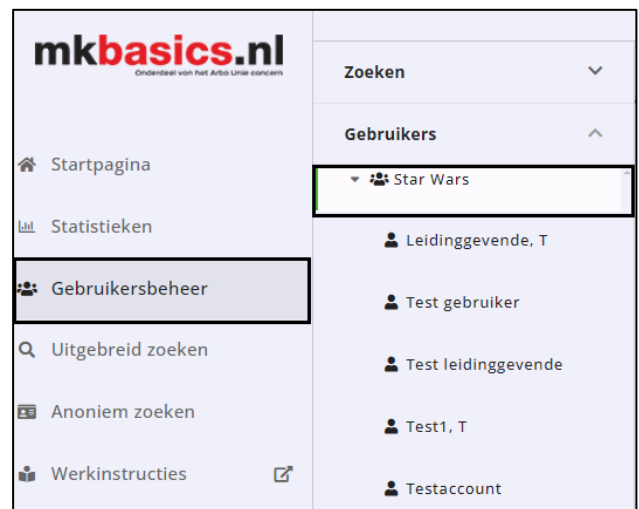 mkbasics.nl
Onderdeel van het Arbo Unie concern
Startpagina
Statistieken
Gebruikersbeheer
Uitgebreid zoeken
Anoniem zoeken
Werkinstructies
Zoeken
Gebruikers
Star Wars
Leidinggevende, T
Test gebruiker
Test leidinggevende
Test1, T
Testaccount